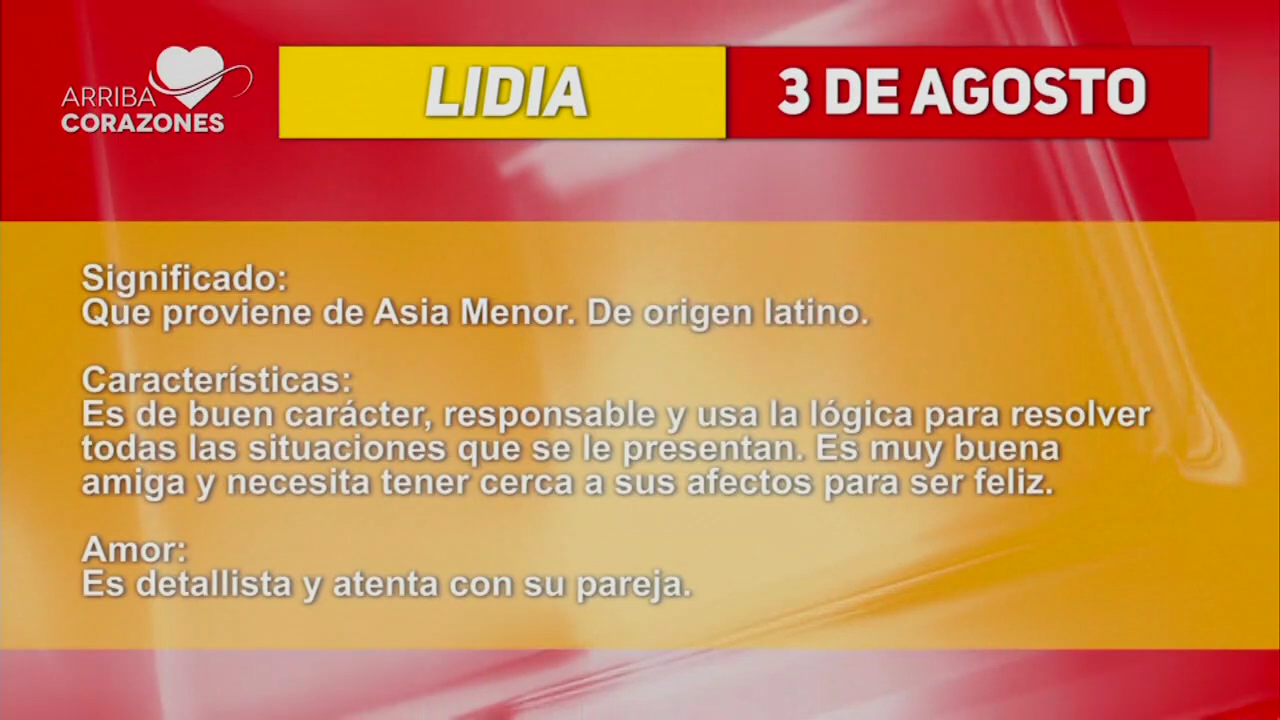 ARRIBA
CORAZONES
LIDIA
3 DE AGOSTO
Significado:
Que proviene de Asia Menor. De origen latino.
Características:
Es de buen carácter, responsable y usa la lógica para resolver
todas las situaciones que se le presentan. Es muy buena
amiga y necesita tener cerca a sus afectos para ser feliz.
Amor:
Es detallista y atenta con su pareja.